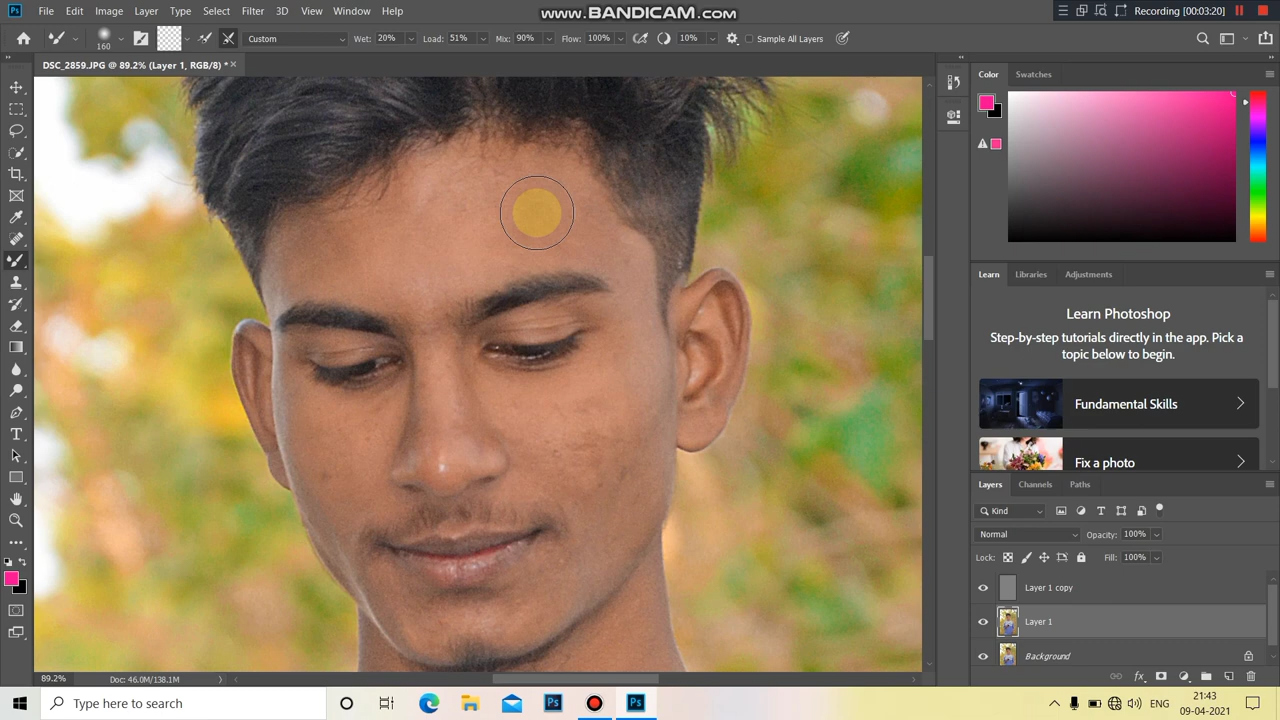 www.BANDICAM.com
Recording [00:03:20]
Ps File Edit Image Layer Type Select Filter 3D View Window Help
160 Custom Wet: 20% Load: 51% Mix: 90% Flow: 100% 10% Sample All Layers
DSC_2859.JPG @ 89.2% (Layer 1, RGB/8) * ×
Color Swatches
Learn Libraries Adjustments
Learn Photoshop
Step-by-step tutorials directly in the app. Pick a
topic below to begin.
Fundamental Skills
Fix a photo
Layers Channels Paths
Kind
Normal Opacity: 100%
Lock: Fill: 100%
Layer 1 copy
Layer 1
Background
89.2% Doc: 46.0M/138.1M
Type here to search
Ps Ps ENG 21:43
09-04-2021